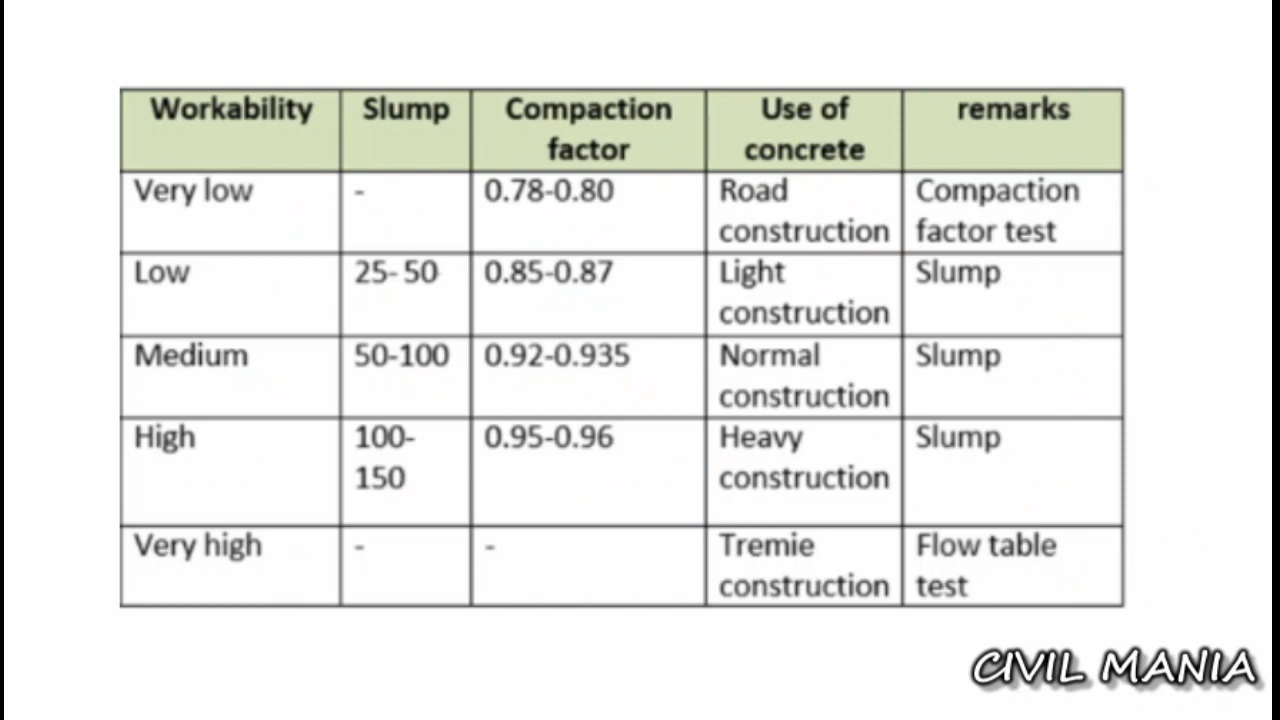 Workability Slump Compaction factor Use of concrete remarks
Very low - 0.78-0.80 Road construction Compaction factor test
Low 25- 50 0.85-0.87 Light construction Slump
Medium 50-100 0.92-0.935 Normal construction Slump
High 100-150 0.95-0.96 Heavy construction Slump
Very high - - Tremie construction Flow table test
CIVIL MANIA